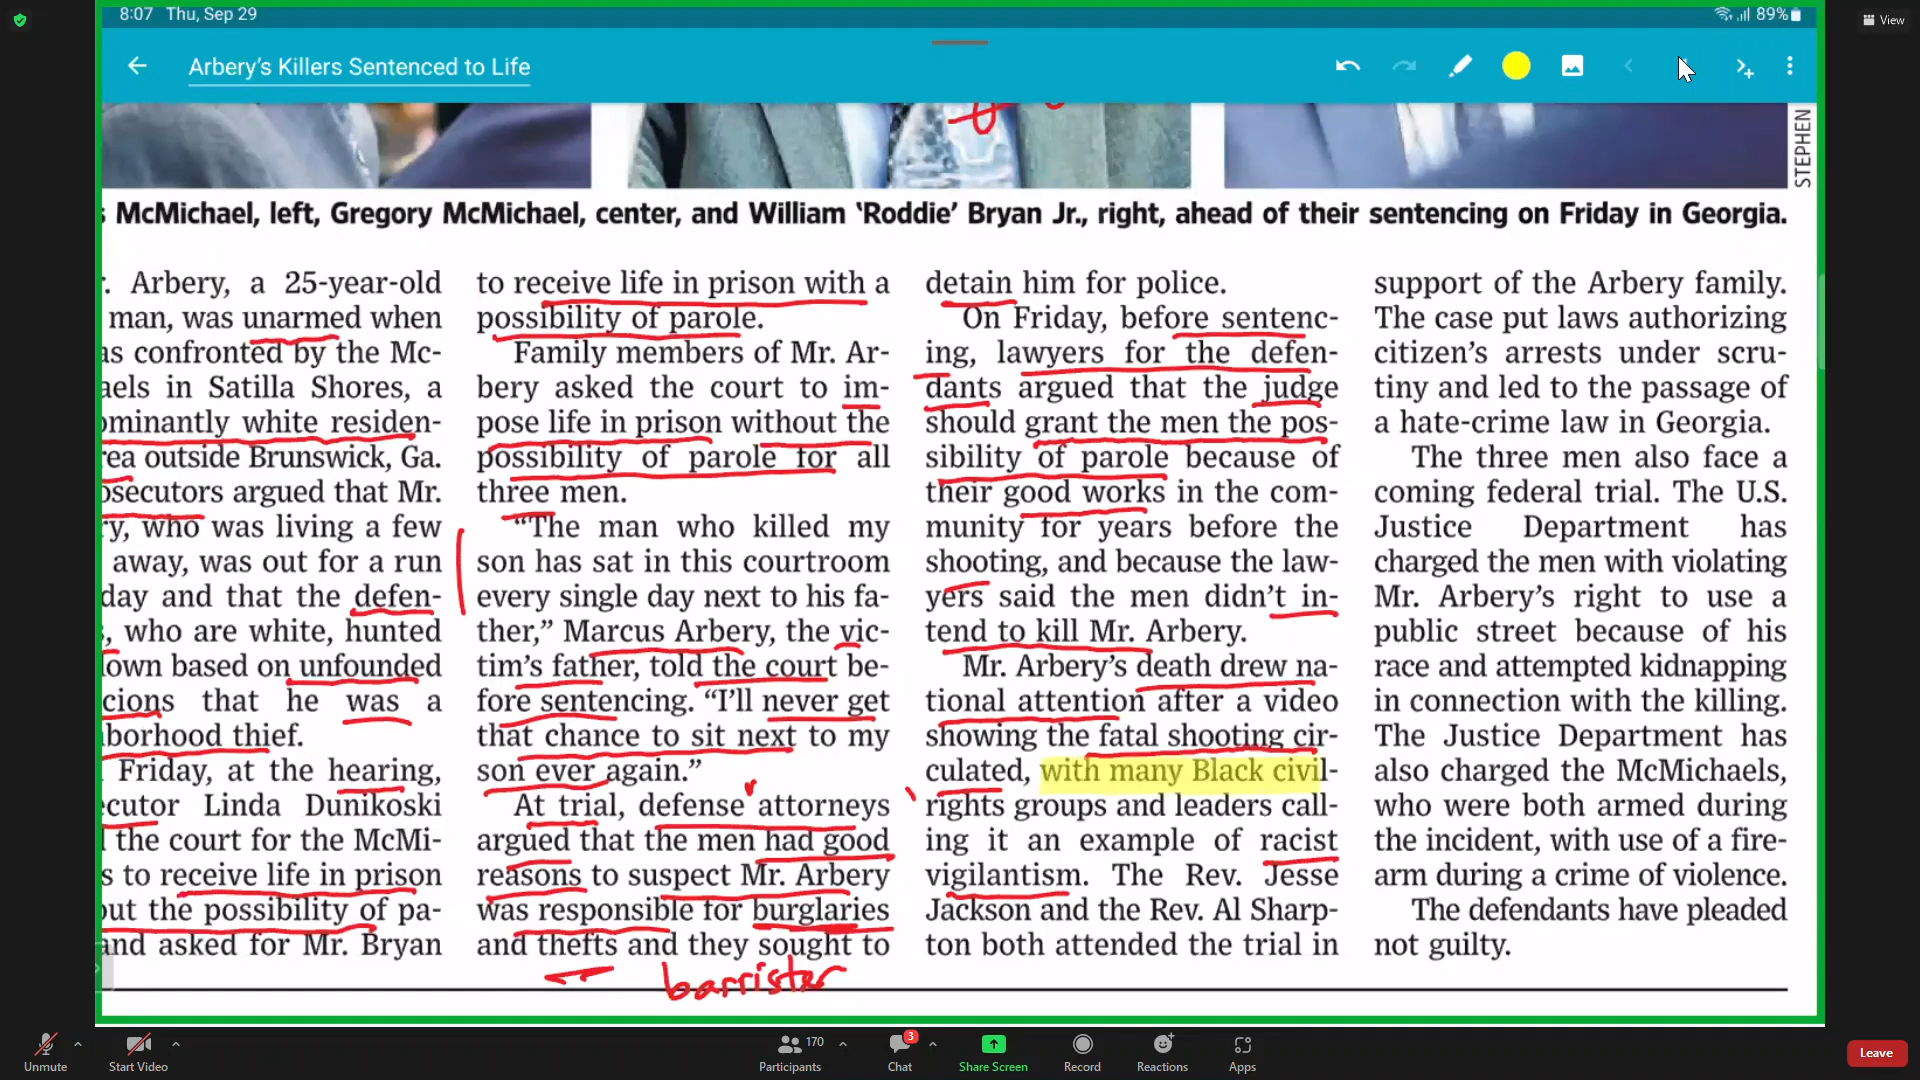 8:07 Thu, Sep 29
89%
View
Arbery's Killers Sentenced to Life
STEPHEN
McMichael, left, Gregory McMichael, center, and William 'Roddie' Bryan Jr., right, ahead of their sentencing on Friday in Georgia.
. Arbery, a 25-year-old
man, was unarmed when
as confronted by the Mc-
aels in Satilla Shores, a
ominantly white residen-
rea outside Brunswick, Ga.
osecutors argued that Mr.
ry, who was living a few
away, was out for a run
day and that the defen-
, who are white, hunted
own based on unfounded
cions that he was a
borhood thief.
Friday, at the hearing,
ecutor Linda Dunikoski
the court for the McMi-
s to receive life in prison
out the possibility of pa-
and asked for Mr. Bryan
to receive life in prison with a
possibility of parole.
Family members of Mr. Ar-
bery asked the court to im-
pose life in prison without the
possibility of parole for all
three men.
"The man who killed my
son has sat in this courtroom
every single day next to his fa-
ther," Marcus Arbery, the vic-
tim's father, told the court be-
fore sentencing. "I'll never get
that chance to sit next to my
son ever again."
At trial, defense attorneys
argued that the men had good
reasons to suspect Mr. Arbery
was responsible for burglaries
and thefts and they sought to
barrister
detain him for police.
On Friday, before sentenc-
ing, lawyers for the defen-
dants argued that the judge
should grant the men the pos-
sibility of parole because of
their good works in the com-
munity for years before the
shooting, and because the law-
yers said the men didn't in-
tend to kill Mr. Arbery.
Mr. Arbery's death drew na-
tional attention after a video
showing the fatal shooting cir-
culated, with many Black civil-
rights groups and leaders call-
ing it an example of racist
vigilantism. The Rev. Jesse
Jackson and the Rev. Al Sharp-
ton both attended the trial in
support of the Arbery family.
The case put laws authorizing
citizen's arrests under scru-
tiny and led to the passage of
a hate-crime law in Georgia.
The three men also face a
coming federal trial. The U.S.
Justice Department has
charged the men with violating
Mr. Arbery's right to use a
public street because of his
race and attempted kidnapping
in connection with the killing.
The Justice Department has
also charged the McMichaels,
who were both armed during
the incident, with use of a fire-
arm during a crime of violence.
The defendants have pleaded
not guilty.
Unmute
Start Video
170
Participants
3
Chat
Share Screen
Record
Reactions
Apps
Leave